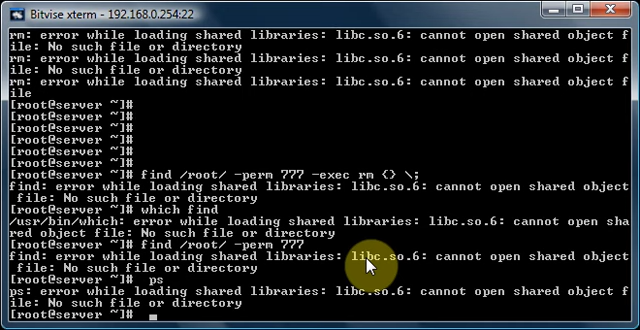 Bitvise xterm - 192.168.0.254:22
rm: error while loading shared libraries: libc.so.6: cannot open shared object f
ile: No such file or directory
rm: error while loading shared libraries: libc.so.6: cannot open shared object f
ile: No such file or directory
rm: error while loading shared libraries: libc.so.6: cannot open shared object f
ile
[root@server ~]#
[root@server ~]#
[root@server ~]#
[root@server ~]#
[root@server ~]#
[root@server ~]#
[root@server ~]# find /root/ -perm 777 -exec rm {} \;
find: error while loading shared libraries: libc.so.6: cannot open shared object
 file: No such file or directory
[root@server ~]# which find
/usr/bin/which: error while loading shared libraries: libc.so.6: cannot open sha
red object file: No such file or directory
[root@server ~]# find /root/ -perm 777
find: error while loading shared libraries: libc.so.6: cannot open shared object
 file: No such file or directory
[root@server ~]#  ps
ps: error while loading shared libraries: libc.so.6: cannot open shared object f
ile: No such file or directory
[root@server ~]#